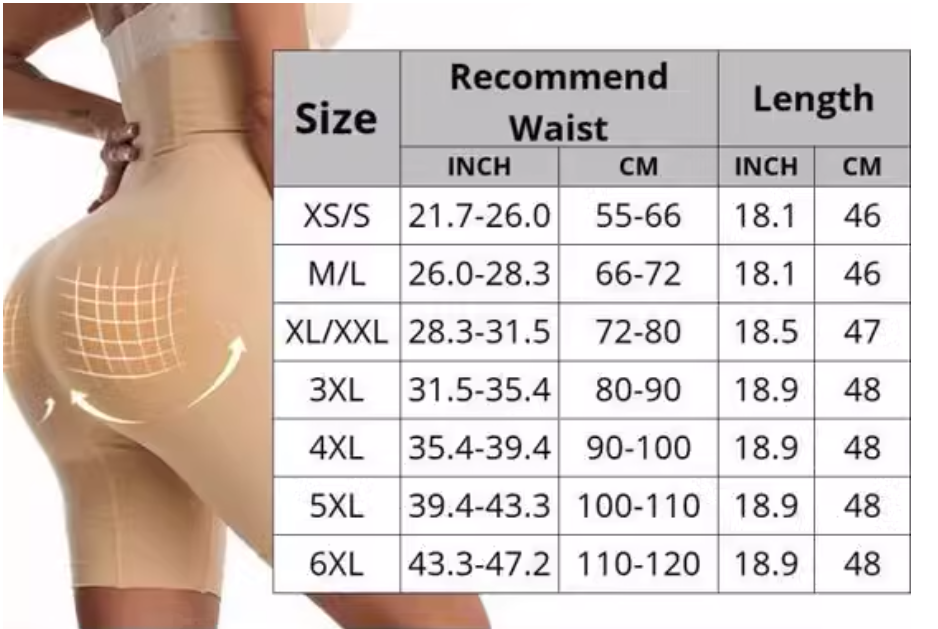 Size Recommend Waist Length
INCH CM INCH CM
XS/S 21.7-26.0 55-66 18.1 46
M/L 26.0-28.3 66-72 18.1 46
XL/XXL 28.3-31.5 72-80 18.5 47
3XL 31.5-35.4 80-90 18.9 48
4XL 35.4-39.4 90-100 18.9 48
5XL 39.4-43.3 100-110 18.9 48
6XL 43.3-47.2 110-120 18.9 48